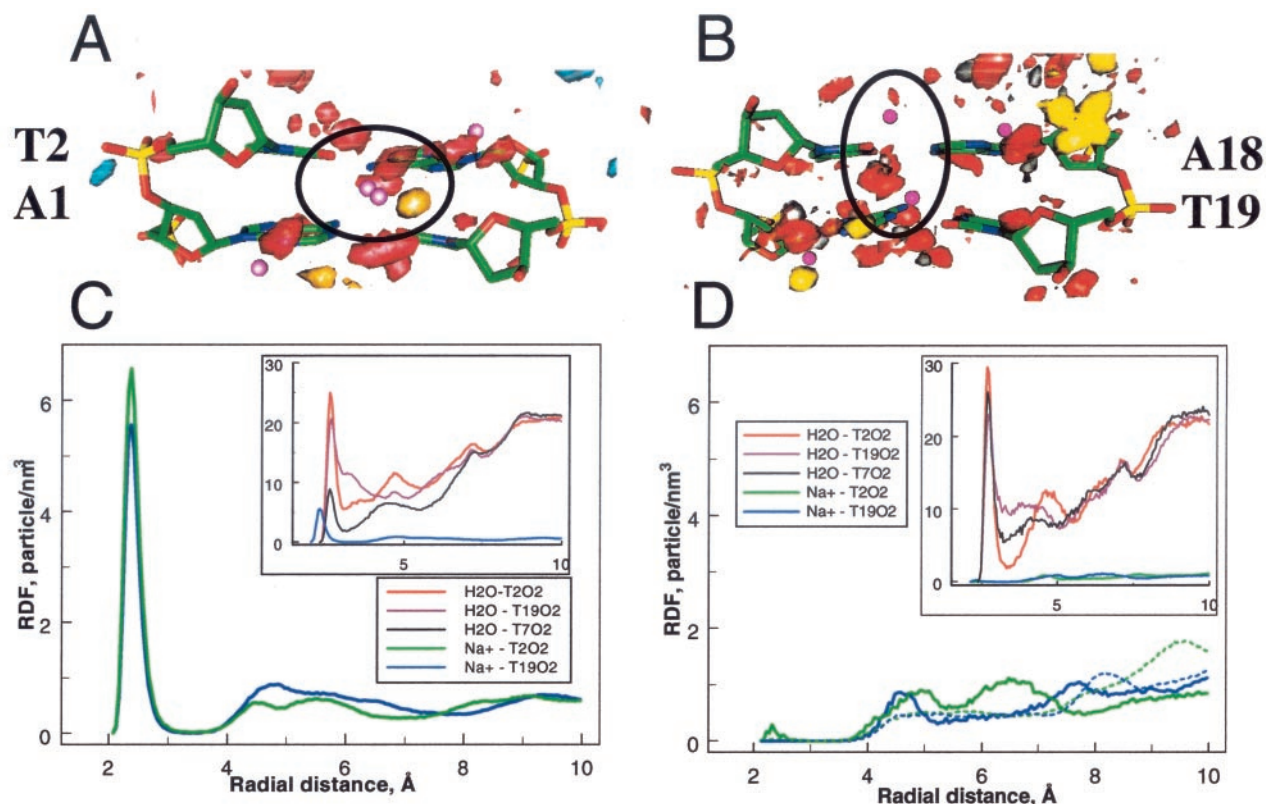 A
B
T2
A1
A18
T19
C
D
RDF, particle/nm³
6
4
2
0
2
4
6
8
10
Radial distance, Å
30
20
10
0
5
10
H2O-T2O2
H2O - T19O2
H2O - T7O2
Na+ - T2O2
Na+ - T19O2
RDF, particle/nm³
6
4
2
0
2
4
6
8
10
Radial distance, Å
30
20
10
0
5
10
H2O - T2O2
H2O - T19O2
H2O - T7O2
Na+ - T2O2
Na+ - T19O2